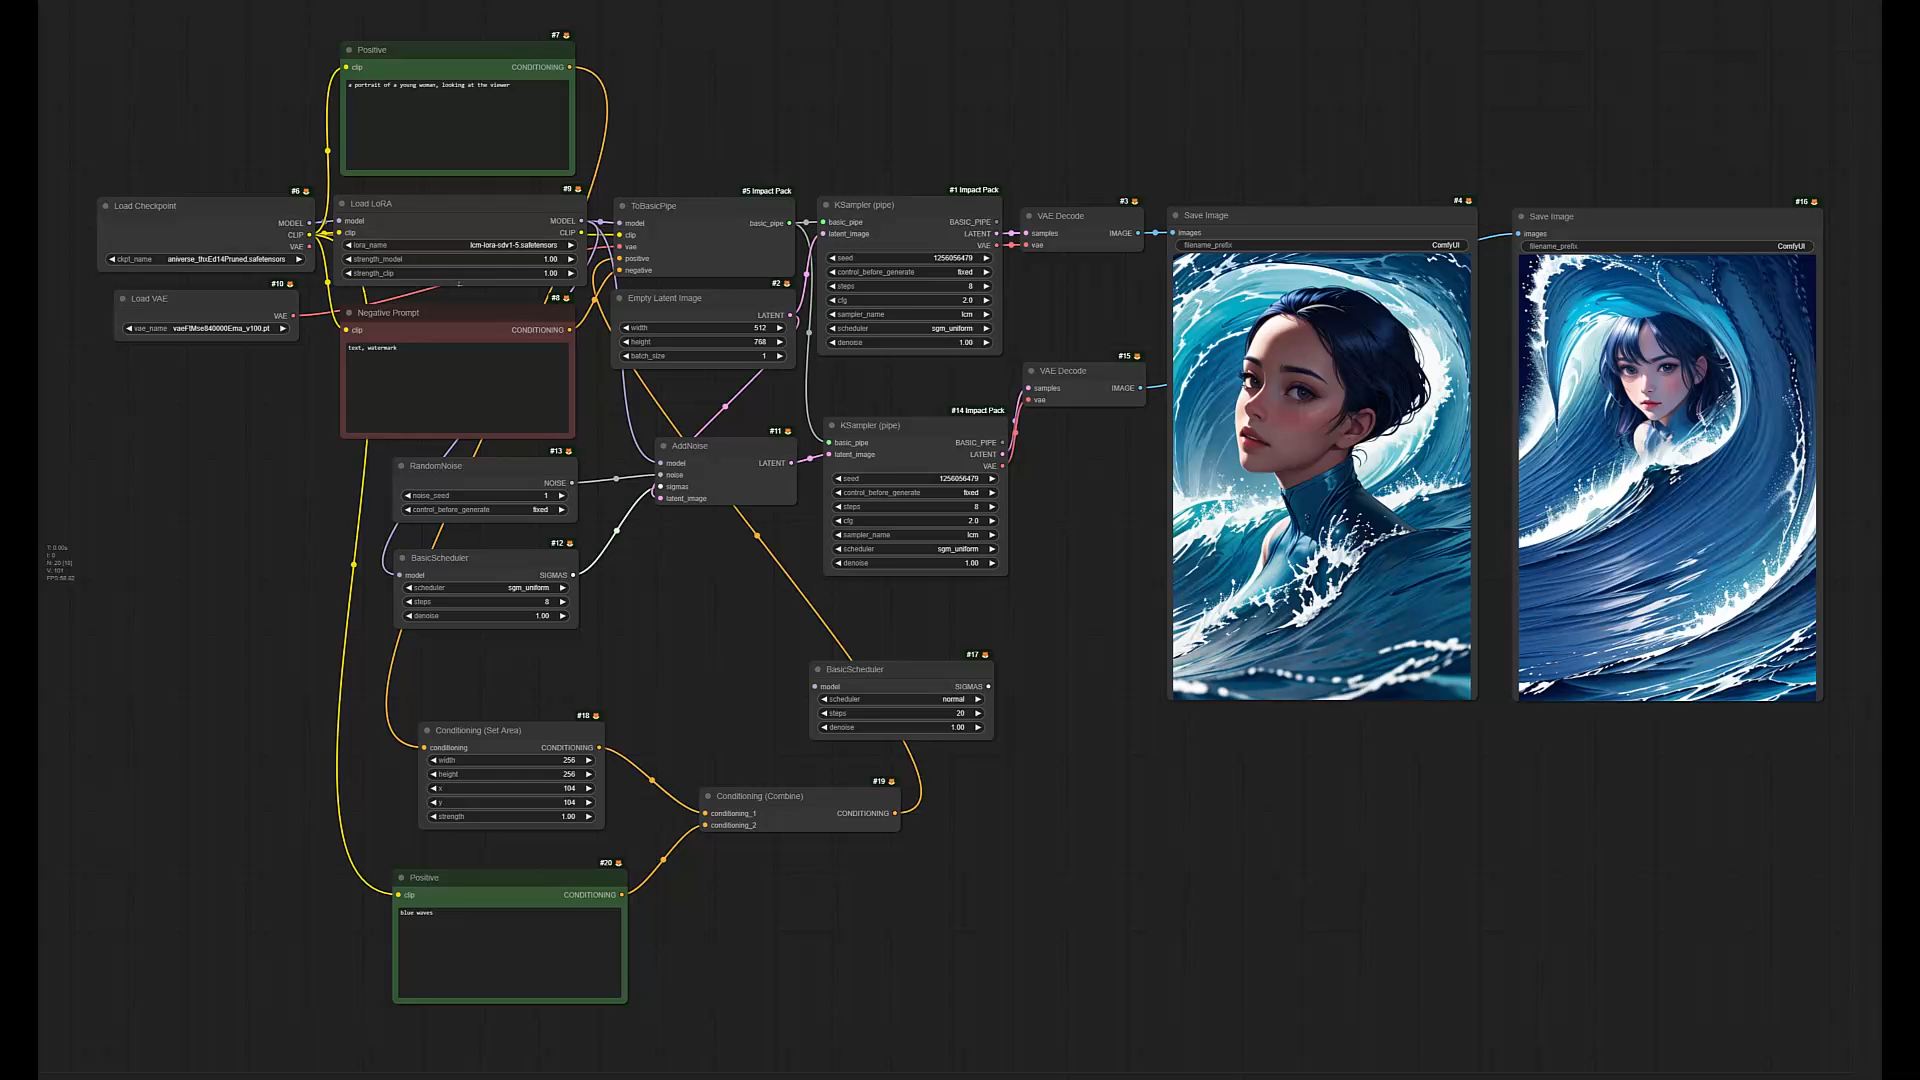 #7
Positive
clip CONDITIONING
a portrait of a young woman, looking at the viewer
#6
Load Checkpoint
MODEL
CLIP
VAE
ckpt_name aniverse_thxEd14Pruned.safetensors
#10
Load VAE
VAE
vae_name vaeFtMse840000Ema_v100.pt
#9
Load LoRA
model MODEL
clip CLIP
lora_name lcm-lora-sdv1-5.safetensors
strength_model 1.00
strength_clip 1.00
#8
Negative Prompt
clip CONDITIONING
text, watermark
#5 Impact Pack
ToBasicPipe
model basic_pipe
clip
vae
positive
negative
#2
Empty Latent Image
LATENT
width 512
height 768
batch_size 1
#1 Impact Pack
KSampler (pipe)
basic_pipe BASIC_PIPE
latent_image LATENT
VAE
seed 1256056479
control_before_generate fixed
steps 8
cfg 2.0
sampler_name lcm
scheduler sgm_uniform
denoise 1.00
#3
VAE Decode
samples IMAGE
vae
#4
Save Image
images
filename_prefix ComfyUI
#16
Save Image
images
filename_prefix ComfyUI
#15
VAE Decode
samples IMAGE
vae
#14 Impact Pack
KSampler (pipe)
basic_pipe BASIC_PIPE
latent_image LATENT
VAE
seed 1256056479
control_before_generate fixed
steps 8
cfg 2.0
sampler_name lcm
scheduler sgm_uniform
denoise 1.00
#11
AddNoise
model LATENT
noise
sigmas
latent_image
#13
RandomNoise
NOISE
noise_seed 1
control_before_generate fixed
#12
BasicScheduler
model SIGMAS
scheduler sgm_uniform
steps 8
denoise 1.00
T: 0.00s
I: 0
N: 20 [18]
V: 101
#17
BasicScheduler
model SIGMAS
scheduler normal
steps 20
denoise 1.00
#18
Conditioning (Set Area)
conditioning CONDITIONING
width 256
height 256
x 104
y 104
strength 1.00
#19
Conditioning (Combine)
conditioning_1 CONDITIONING
conditioning_2
#20
Positive
clip CONDITIONING
blue waves